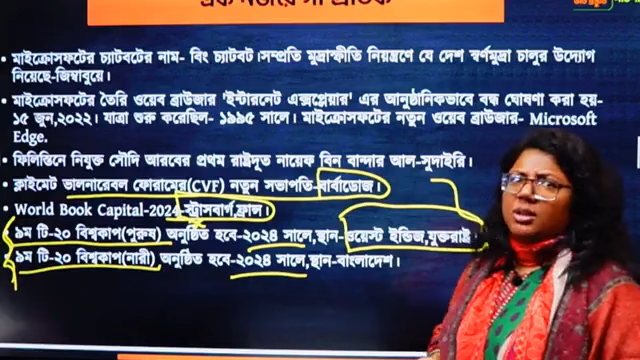 এক নজরে সাম্প্রতিক
• মাইক্রোসফটের চ্যাটবটের নাম- বিং চ্যাটবট।সম্প্রতি মুদ্রাস্ফীতি নিয়ন্ত্রণে যে দেশ স্বর্ণমুদ্রা চালুর উদ্যোগ
নিয়েছে-জিম্বাবুয়ে।
• মাইক্রোসফটের তৈরি ওয়েব ব্রাউজার 'ইন্টারনেট এক্সপ্লেয়ার' এর আনুষ্ঠানিকভাবে বন্ধ ঘোষণা করা হয়-
১৫ জুন,২০২২। যাত্রা শুরু করেছিল- ১৯৯৫ সালে। মাইক্রোসফটের নতুন ওয়েব ব্রাউজার- Microsoft
Edge.
• ফিলিস্তিনে নিযুক্ত সৌদি আরবের প্রথম রাষ্ট্রদূত নায়েফ বিন বান্দার আল-সুদাইরি।
• ক্লাইমেট ভালনারেবল ফোরামের(CVF) নতুন সভাপতি-বার্বাডোজ।
• World Book Capital-2024-স্ট্রাসবার্গ,ফ্রান্স।
• ৯ম টি-২০ বিশ্বকাপ(পুরুষ) অনুষ্ঠিত হবে-২০২৪ সালে,স্থান-ওয়েস্ট ইন্ডিজ,যুক্তরাষ্ট্র।
• ৯ম টি-২০ বিশ্বকাপ(নারী) অনুষ্ঠিত হবে-২০২৪ সালে,স্থান-বাংলাদেশ।